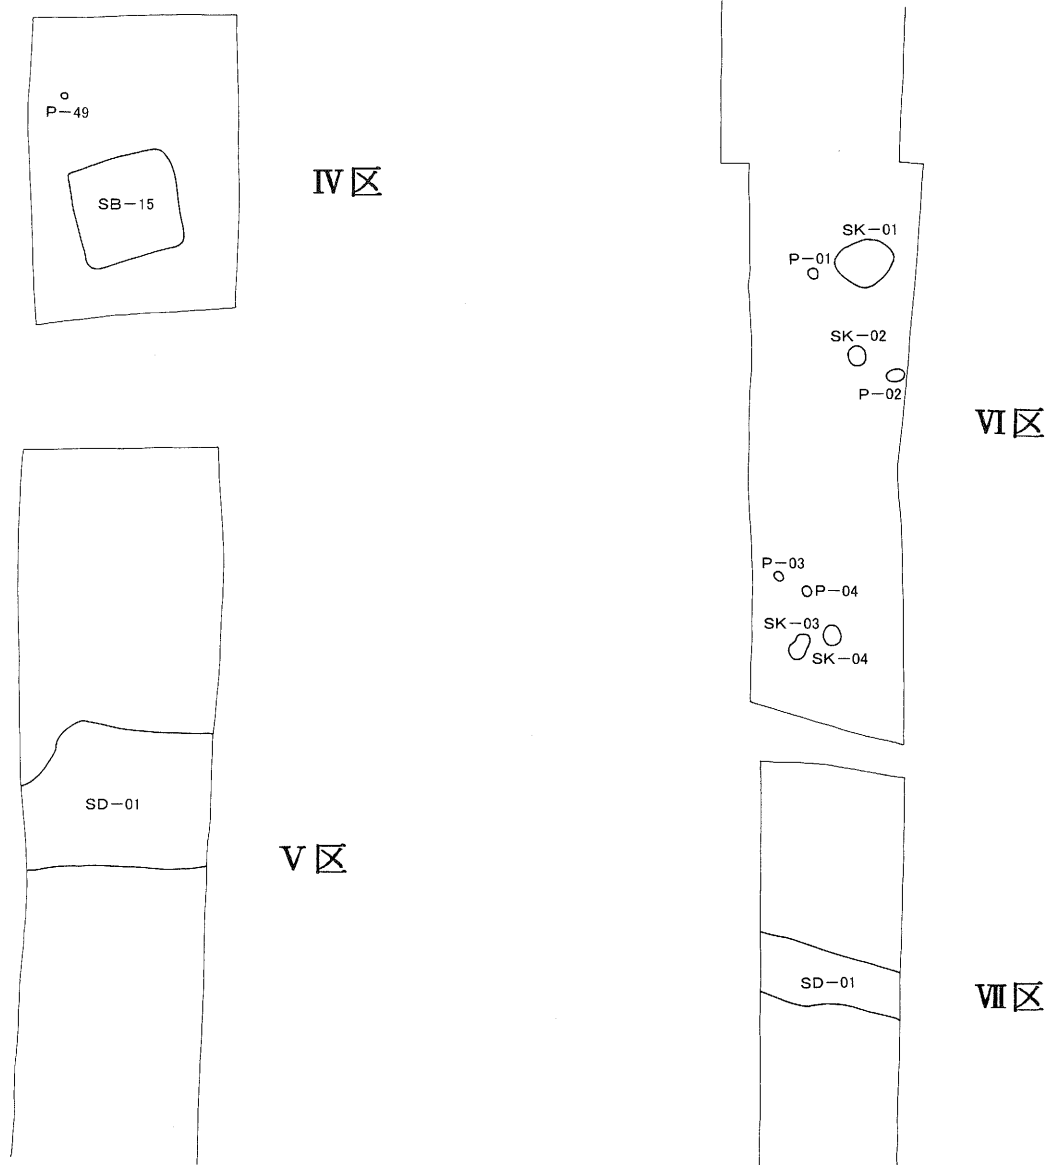 P-49
SB-15
Ⅳ区
SD-01
Ⅴ区
SK-01
P-01
SK-02
P-02
Ⅵ区
P-03
P-04
SK-03
SK-04
SD-01
Ⅶ区